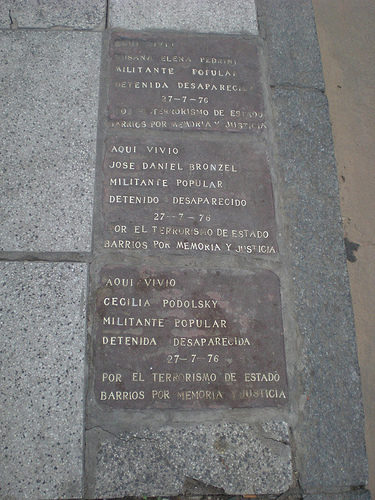 AQUI VIVIO
SUSANA ELENA PEDRINI
MILITANTE POPULAR
DETENIDA DESAPARECIDA
27-7-76
POR EL TERRORISMO DE ESTADO
BARRIOS POR MEMORIA Y JUSTICIA
AQUI VIVIO
JOSE DANIEL BRONZEL
MILITANTE POPULAR
DETENIDO DESAPARECIDO
27-7-76
POR EL TERRORISMO DE ESTADO
BARRIOS POR MEMORIA Y JUSTICIA
AQUI VIVIO
CECILIA PODOLSKY
MILITANTE POPULAR
DETENIDA DESAPARECIDA
27-7-76
POR EL TERRORISMO DE ESTADO
BARRIOS POR MEMORIA Y JUSTICIA